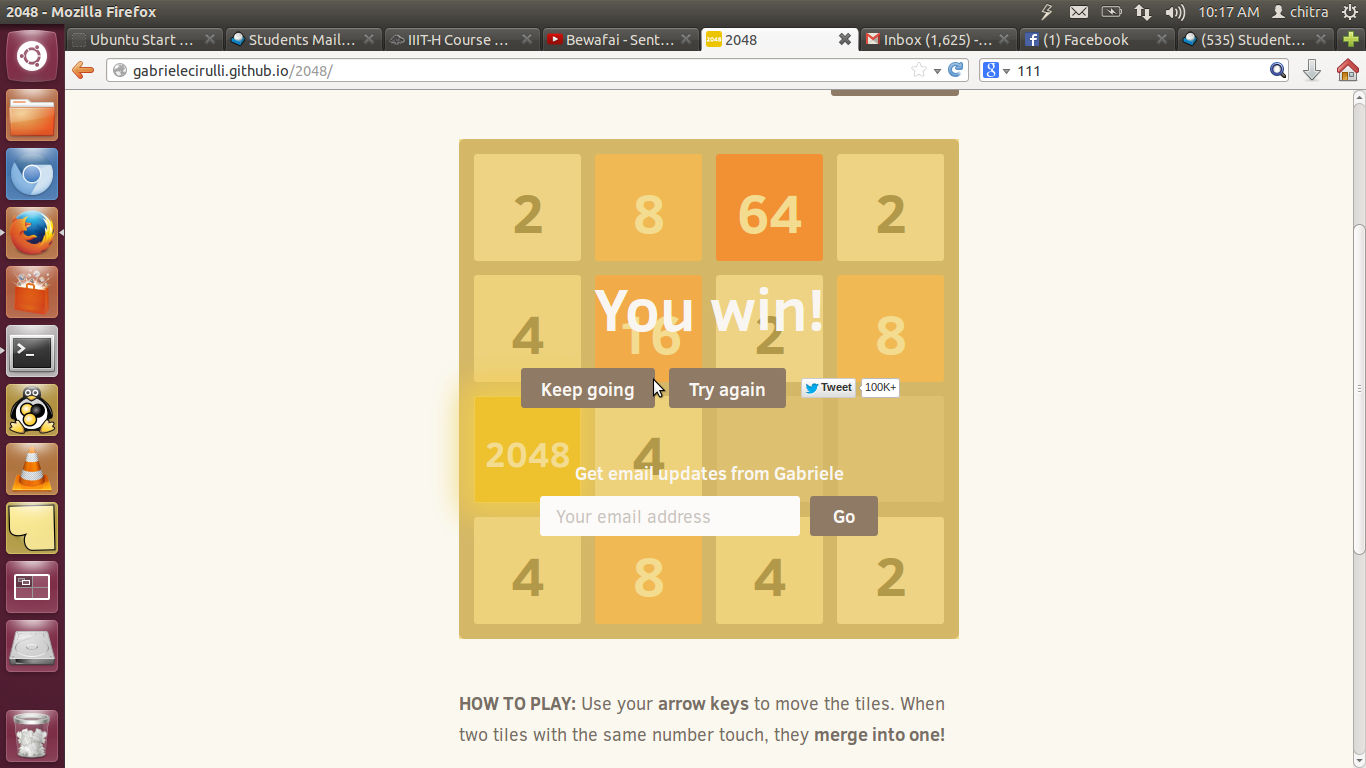 2048 - Mozilla Firefox
10:17 AM chitra
Ubuntu Start ... Students Mail... IIIT-H Course ... Bewafai - Sent... 2048 Inbox (1,625) -... (1) Facebook (535) Student...
gabrielecirulli.github.io/2048/ 8 111
2 8 64 2
You win!
4 16 2 8
Keep going Try again Tweet 100K+
2048 4
Get email updates from Gabriele
Your email address Go
4 8 4 2
HOW TO PLAY: Use your arrow keys to move the tiles. When
two tiles with the same number touch, they merge into one!